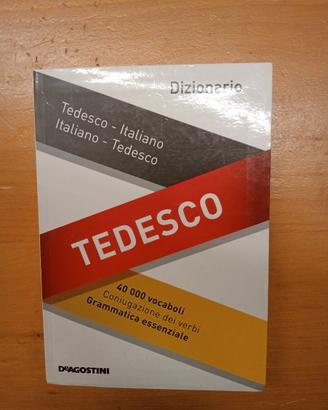 Dizionario
Tedesco - Italiano
Italiano - Tedesco
TEDESCO
40 000 vocaboli
Coniugazione dei verbi
Grammatica essenziale
DEAGOSTINI